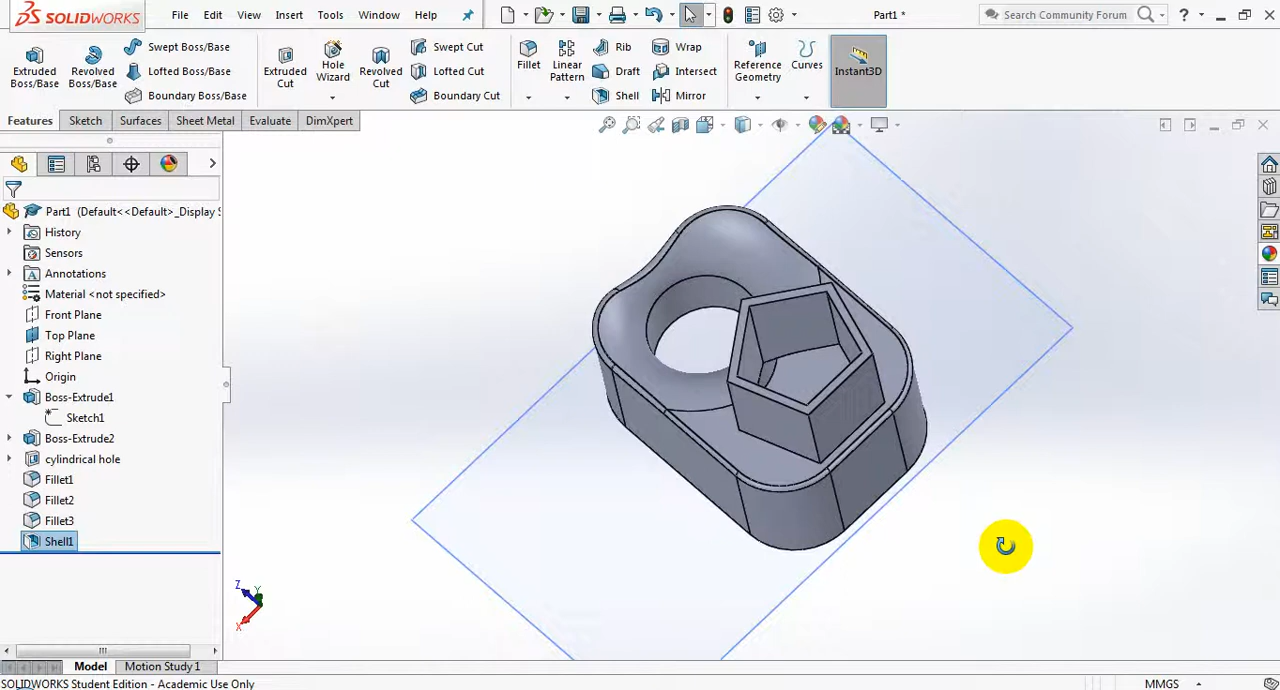 SOLIDWORKS File Edit View Insert Tools Window Help Part1 * Search Community Forum ?
Extruded Boss/Base
Revolved Boss/Base
Swept Boss/Base
Lofted Boss/Base
Boundary Boss/Base
Extruded Cut
Hole Wizard
Revolved Cut
Swept Cut
Lofted Cut
Boundary Cut
Fillet
Linear Pattern
Rib
Draft
Shell
Wrap
Intersect
Mirror
Reference Geometry
Curves
Instant3D
Features Sketch Surfaces Sheet Metal Evaluate DimXpert
Part1 (Default<<Default>_Display S
History
Sensors
Annotations
Material <not specified>
Front Plane
Top Plane
Right Plane
Origin
Boss-Extrude1
Sketch1
Boss-Extrude2
cylindrical hole
Fillet1
Fillet2
Fillet3
Shell1
Z Y
X
Model Motion Study 1
SOLIDWORKS Student Edition - Academic Use Only MMGS